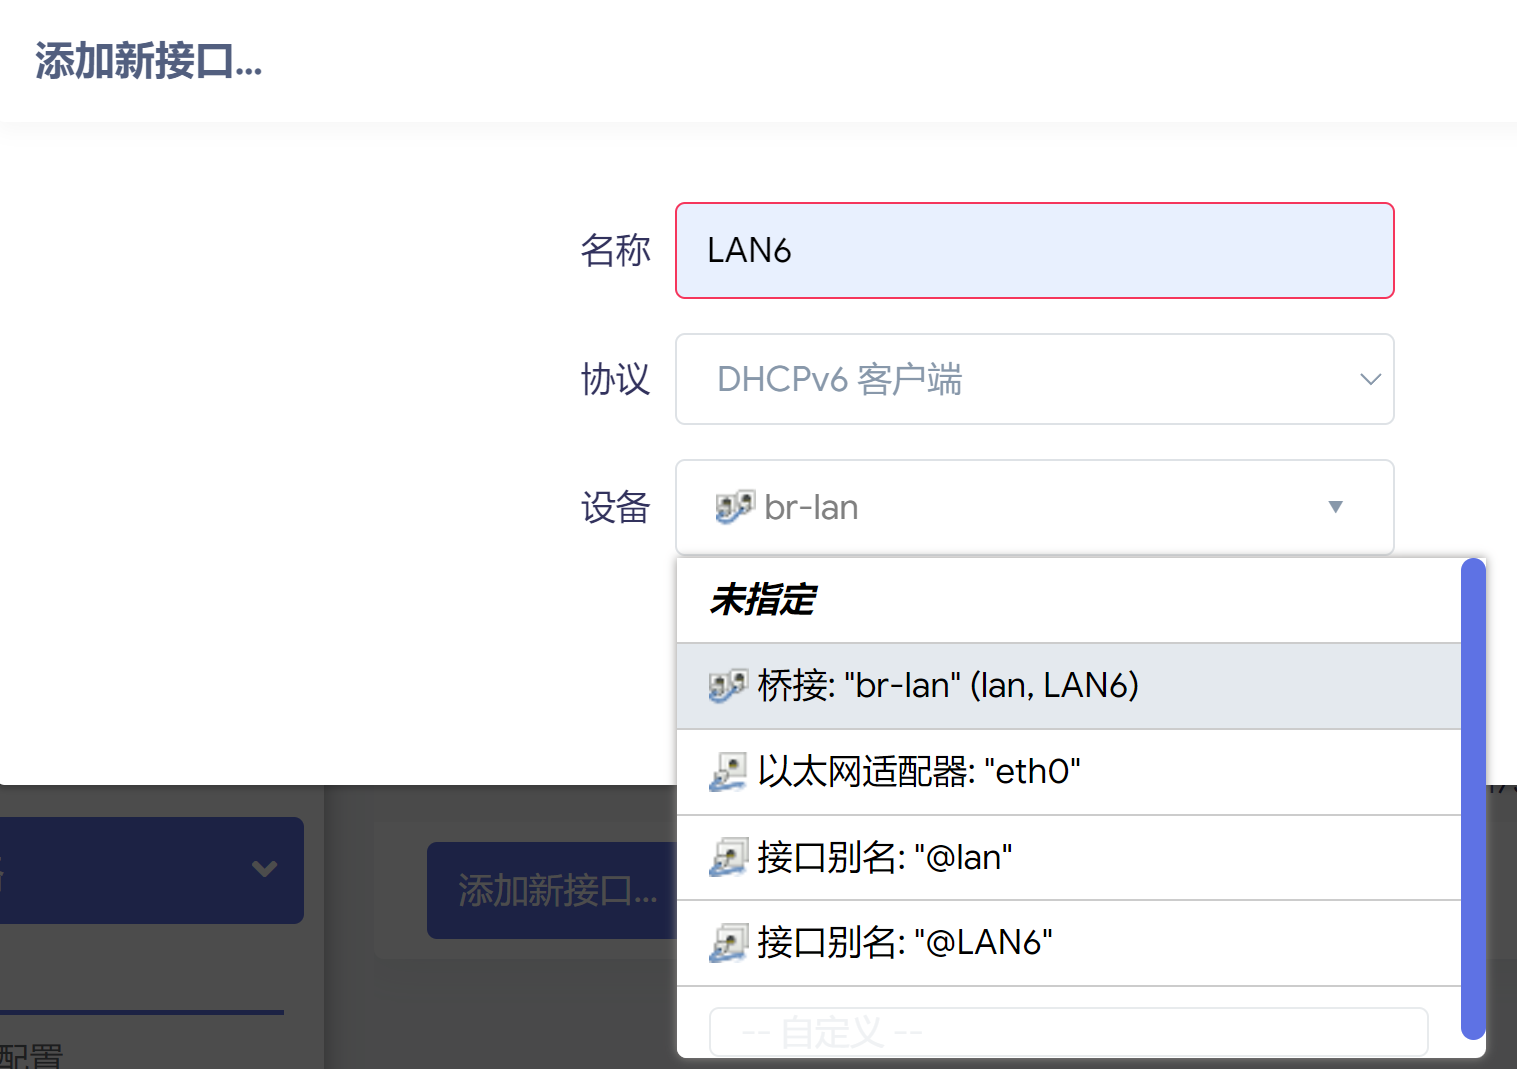 添加新接口...
名称
LAN6
协议
DHCPv6 客户端
设备
br-lan
未指定
桥接: "br-lan" (lan, LAN6)
以太网适配器: "eth0"
接口别名: "@lan"
接口别名: "@LAN6"
-- 自定义 --
添加新接口...
配置